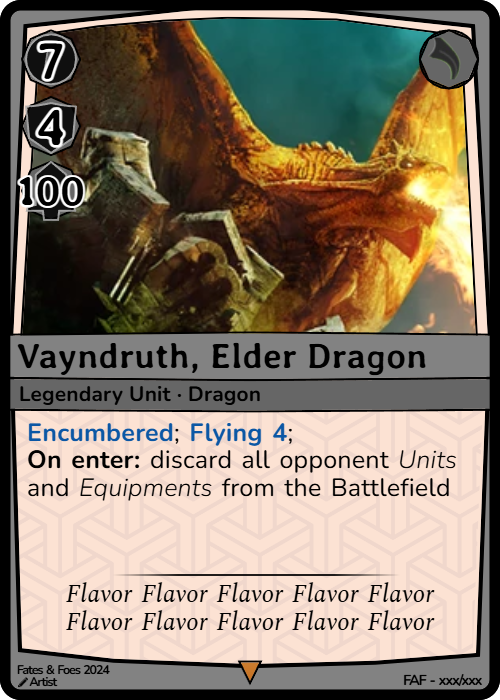 7
4
100
Vayndruth, Elder Dragon
Legendary Unit · Dragon
Encumbered; Flying 4;
On enter: discard all opponent Units
and Equipments from the Battlefield
Flavor Flavor Flavor Flavor Flavor
Flavor Flavor Flavor Flavor Flavor
Fates & Foes 2024
Artist
FAF - xxx/xxx